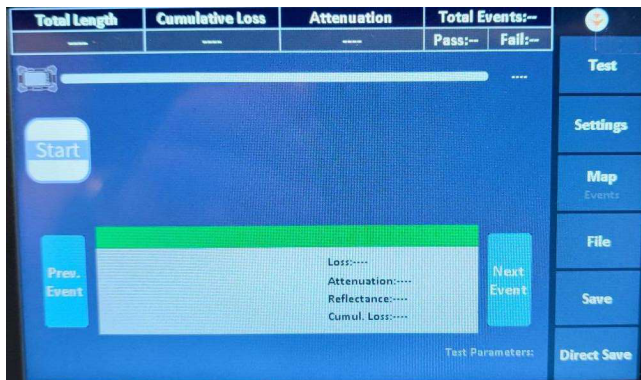 Total Length Cumulative Loss Attenuation Total Events:--
---- ---- ---- Pass:-- Fail:--
----
Test
Start
Settings
Map
Events
File
Prev.
Event
Loss:----
Attenuation:----
Reflectance:----
Cumul. Loss:----
Next
Event
Save
Test Parameters:
Direct Save